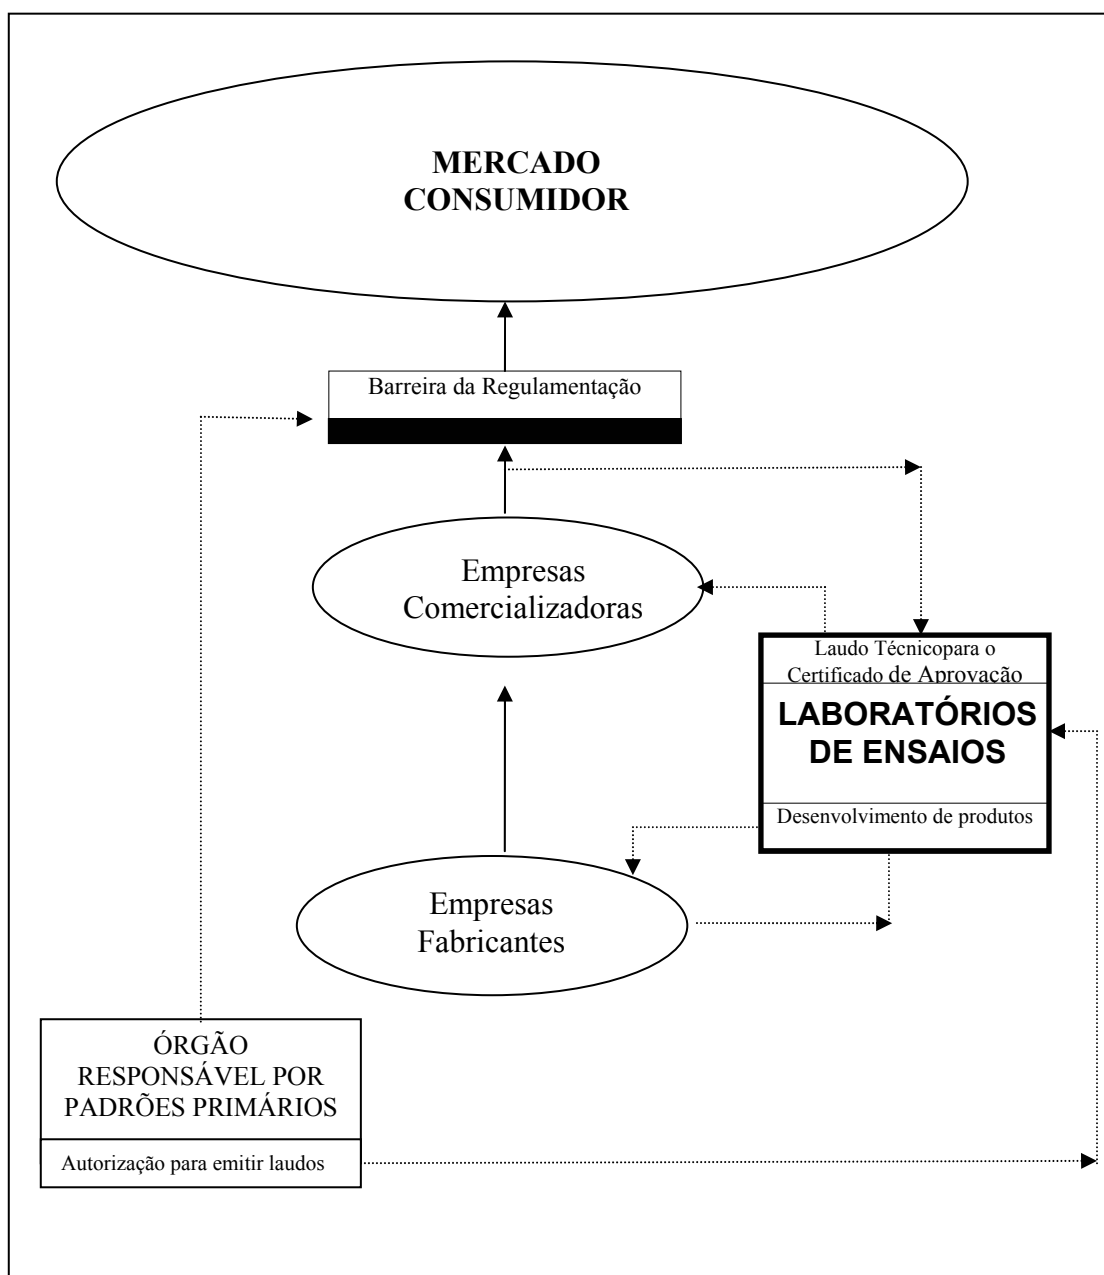 MERCADO
CONSUMIDOR
Barreira da Regulamentação
Empresas
Comercializadoras
Laudo Técnicopara o
Certificado de Aprovação
LABORATÓRIOS
DE ENSAIOS
Desenvolvimento de produtos
Empresas
Fabricantes
ÓRGÃO
RESPONSÁVEL POR
PADRÕES PRIMÁRIOS
Autorização para emitir laudos